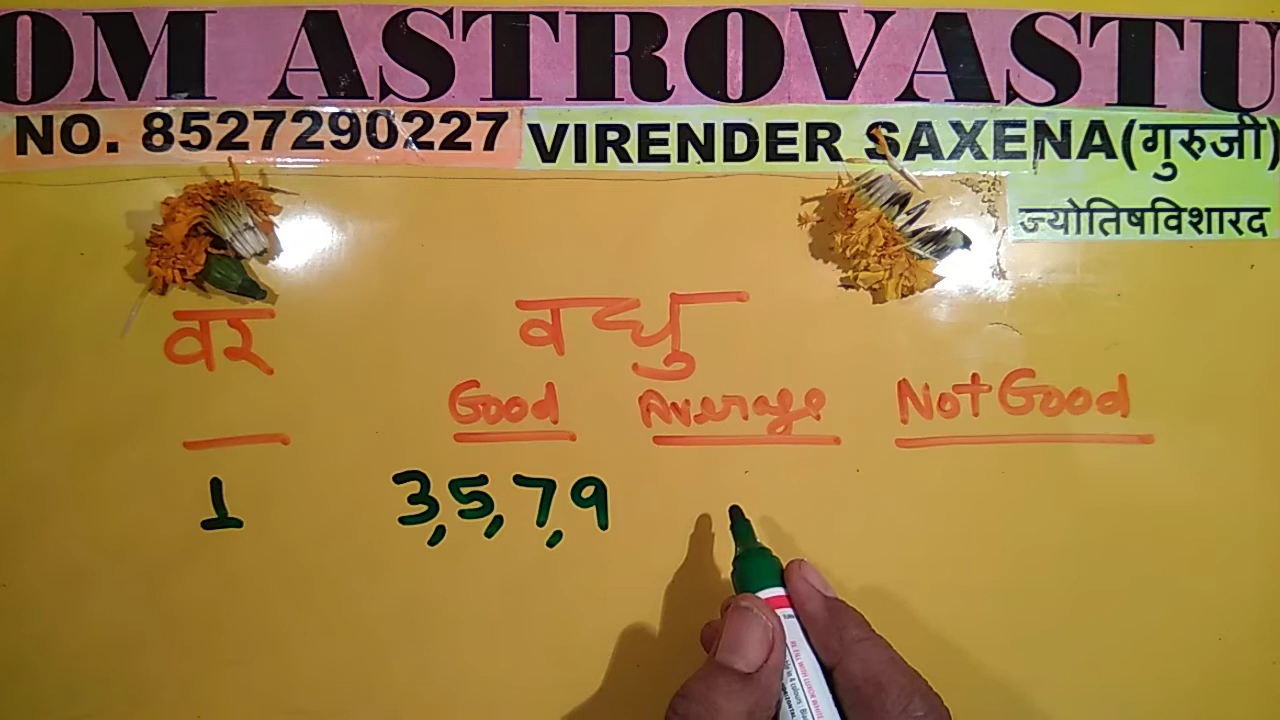 OM ASTROVASTU
NO. 8527290227 VIRENDER SAXENA(गुरुजी)
ज्योतिषविशारद
वर वधु
Good Average Not Good
1 3,5,7,9